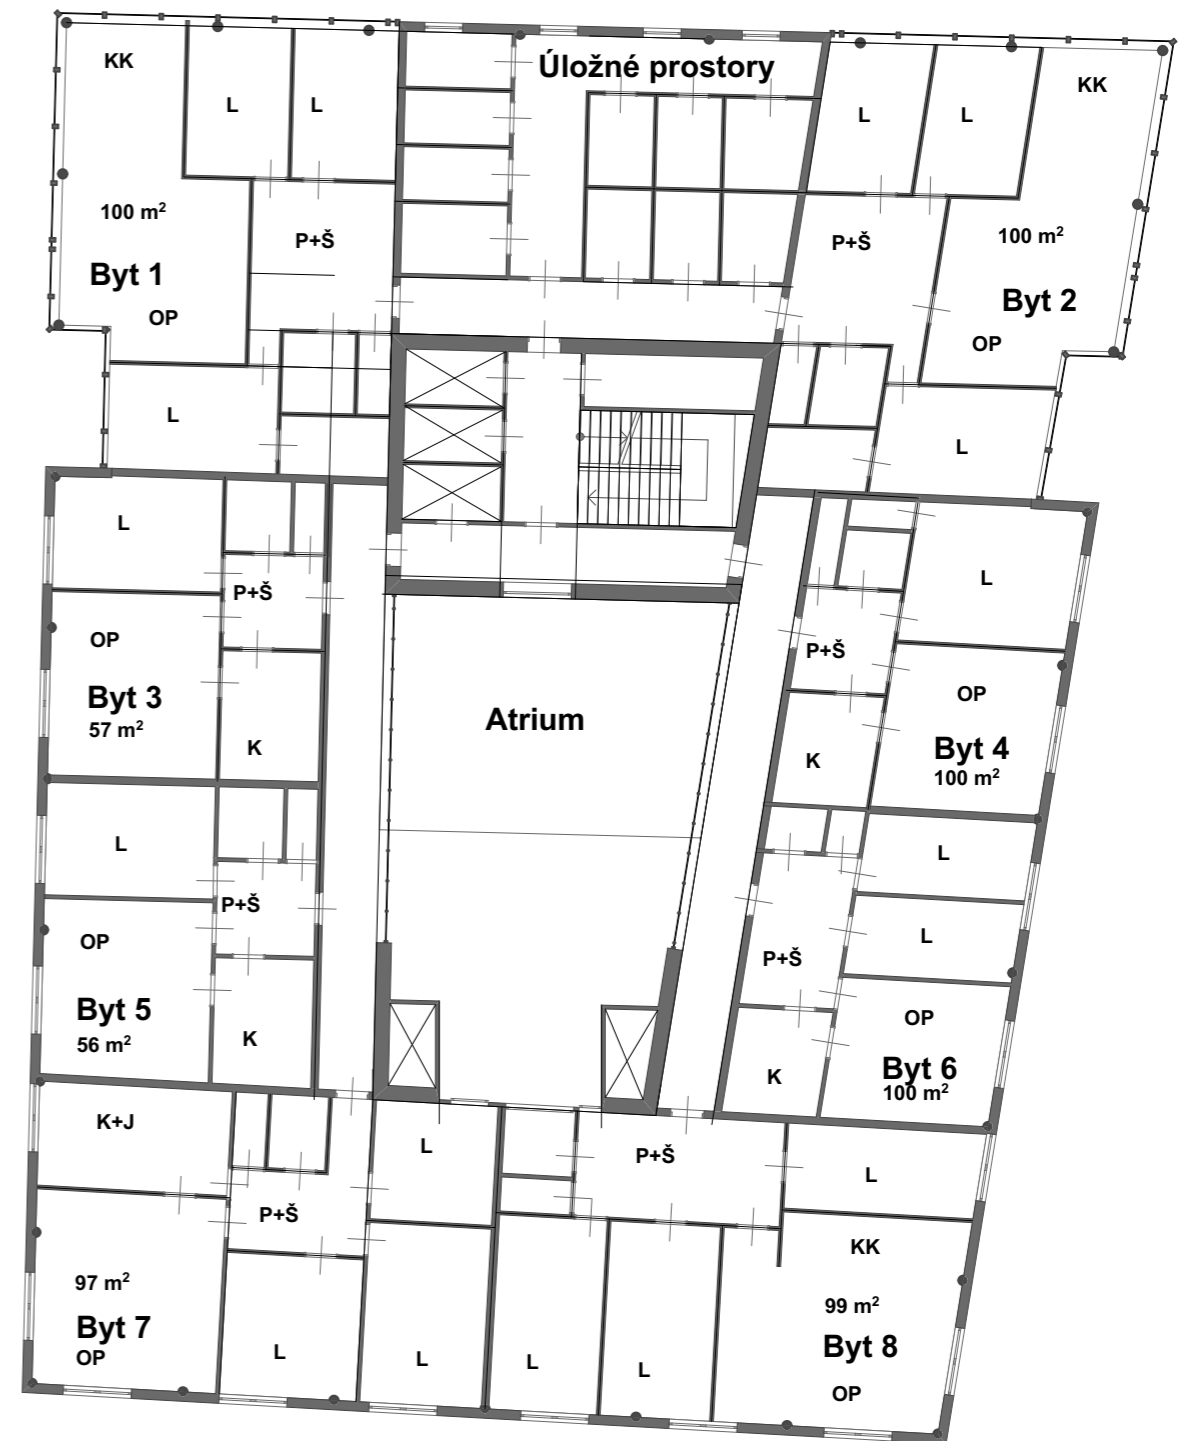 KK
L
L
Úložné prostory
L
L
KK
100 m²
P+Š
P+Š
100 m²
Byt 1
Byt 2
OP
OP
L
L
L
P+Š
OP
Byt 3
57 m²
K
Atrium
L
P+Š
OP
Byt 4
100 m²
K
L
P+Š
OP
Byt 5
56 m²
K
L
L
P+Š
OP
Byt 6
100 m²
K
K+J
P+Š
97 m²
Byt 7
OP
L
L
L
P+Š
L
KK
99 m²
Byt 8
OP
L
L